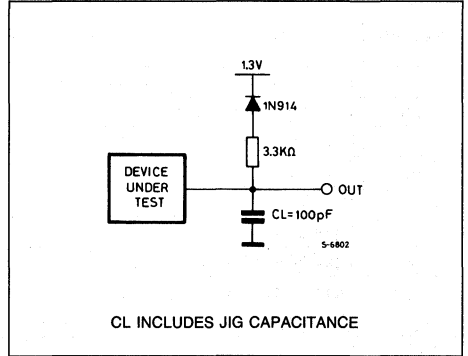 1.3V
1N914
3.3KΩ
DEVICE
UNDER
TEST
OUT
CL=100pF
S-6802
CL INCLUDES JIG CAPACITANCE